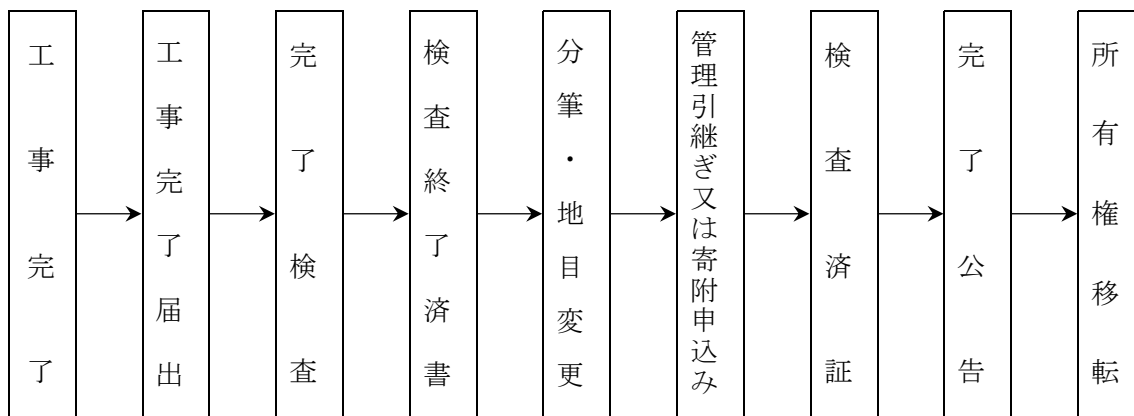 工事完了
工事完了届出
完了検査
検査終了済書
分筆・地目変更
管理引継ぎ又は寄附申込み
検査済証
完了公告
所有権移転